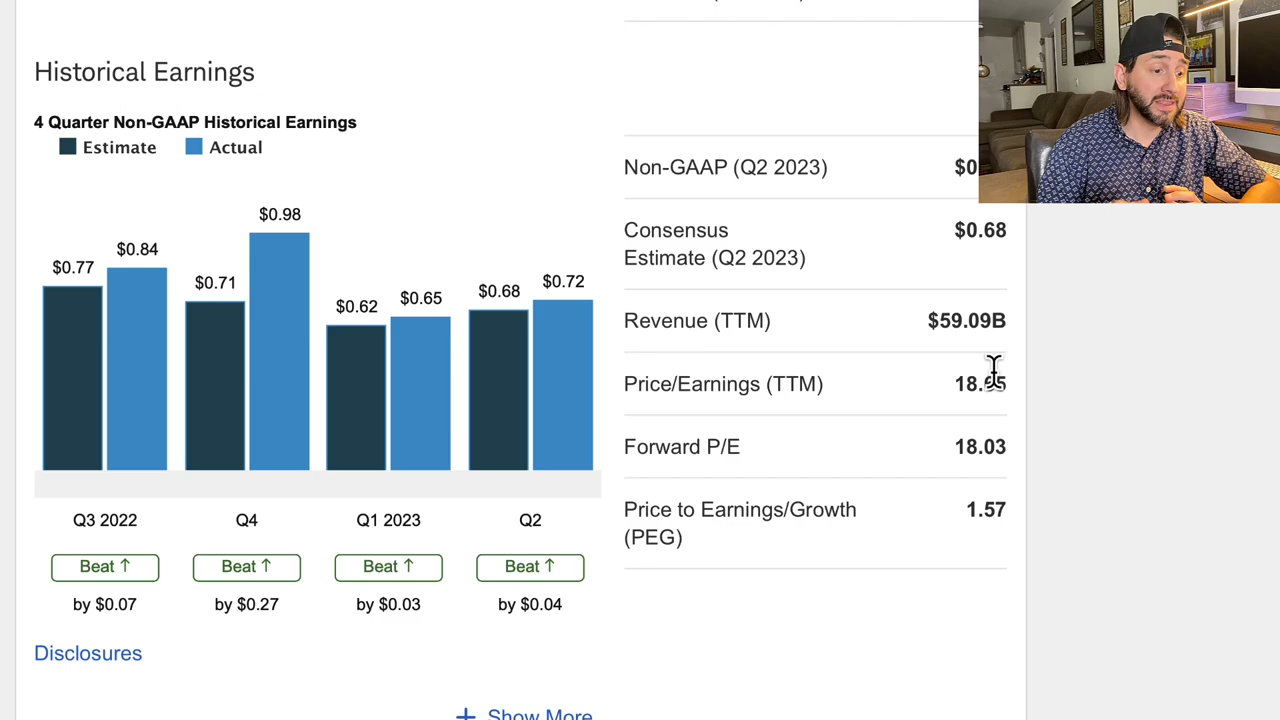 Historical Earnings
4 Quarter Non-GAAP Historical Earnings
Estimate Actual
$0.77 $0.84 $0.71 $0.98 $0.62 $0.65 $0.68 $0.72
Q3 2022 Q4 Q1 2023 Q2
Beat ↑ Beat ↑ Beat ↑ Beat ↑
by $0.07 by $0.27 by $0.03 by $0.04
Disclosures
+ Show More
Non-GAAP (Q2 2023) $0
Consensus $0.68
Estimate (Q2 2023)
Revenue (TTM) $59.09B
Price/Earnings (TTM)
Forward P/E 18.03
Price to Earnings/Growth 1.57
(PEG)